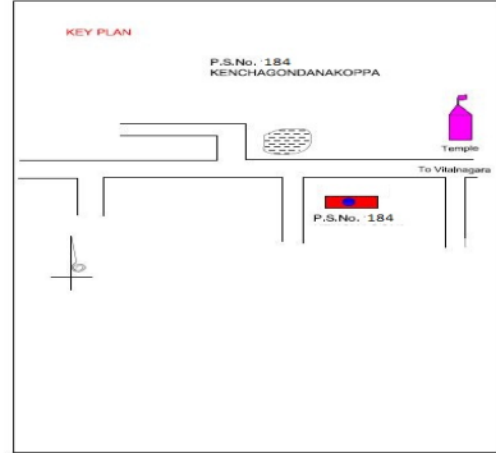 KEY PLAN
P.S.No. 184
KENCHAGONDANAKOPPA
Temple
To Vitalnagara
P.S.No. 184